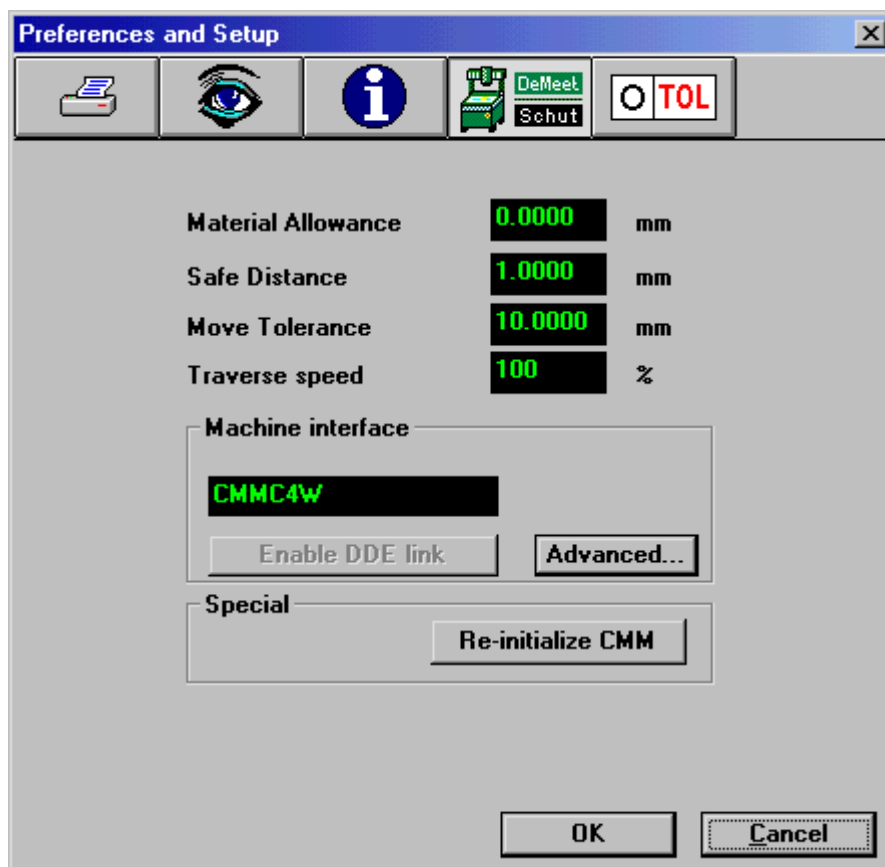 Preferences and Setup
DeMeet
Schut
O TOL
Material Allowance 0.0000 mm
Safe Distance 1.0000 mm
Move Tolerance 10.0000 mm
Traverse speed 100 %
Machine interface
CMMC4W
Enable DDE link Advanced...
Special
Re-initialize CMM
OK Cancel